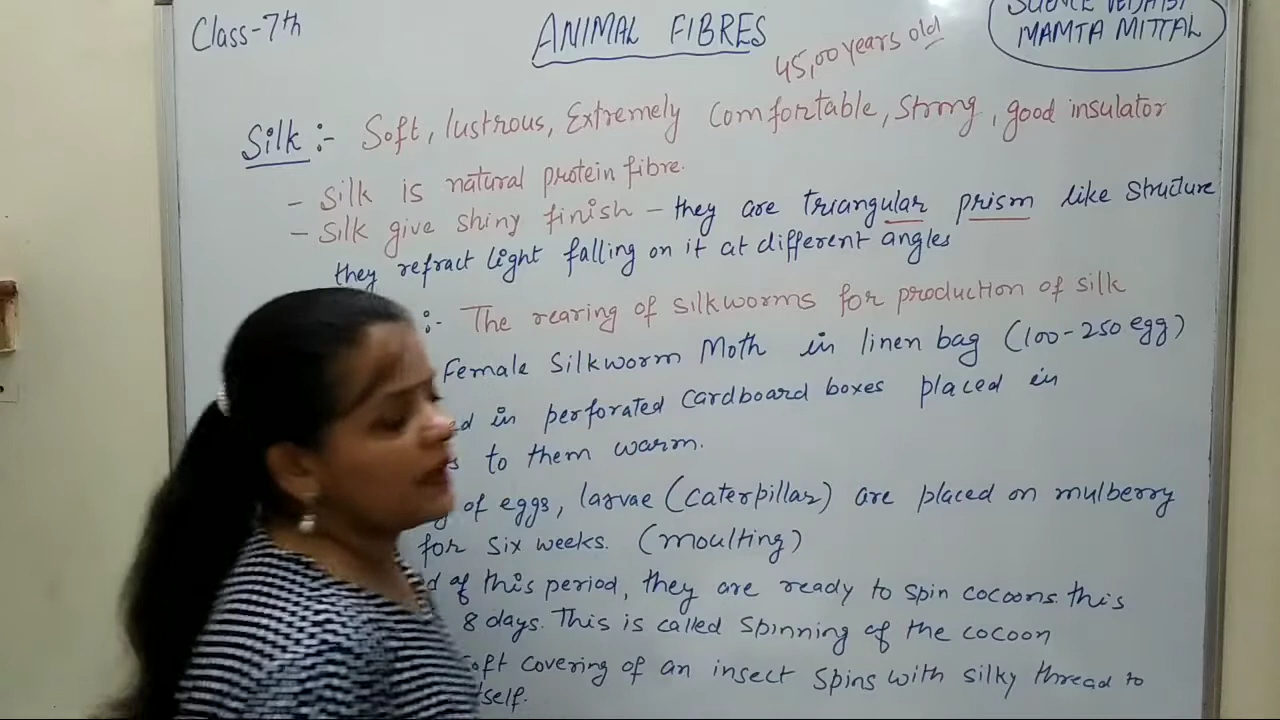 Class-7th
ANIMAL FIBRES
MAMTA MITTAL
45,00 years old
Silk :- Soft, lustrous, Extremely Comfortable, Strong, good insulator
- Silk is natural protein fibre.
- Silk give shiny finish - they are triangular prism like Structure
they refract light falling on it at different angles
:- The rearing of silkworms for production of silk
Female Silkworm Moth in linen bag (100-250 egg)
in perforated Cardboard boxes placed in
to them warm.
of eggs, larvae (caterpillar) are placed on mulberry
for six weeks. (moulting)
of this period, they are ready to spin cocoons. this
8 days. This is called Spinning of the cocoon
Soft covering of an insect spins with silky thread to